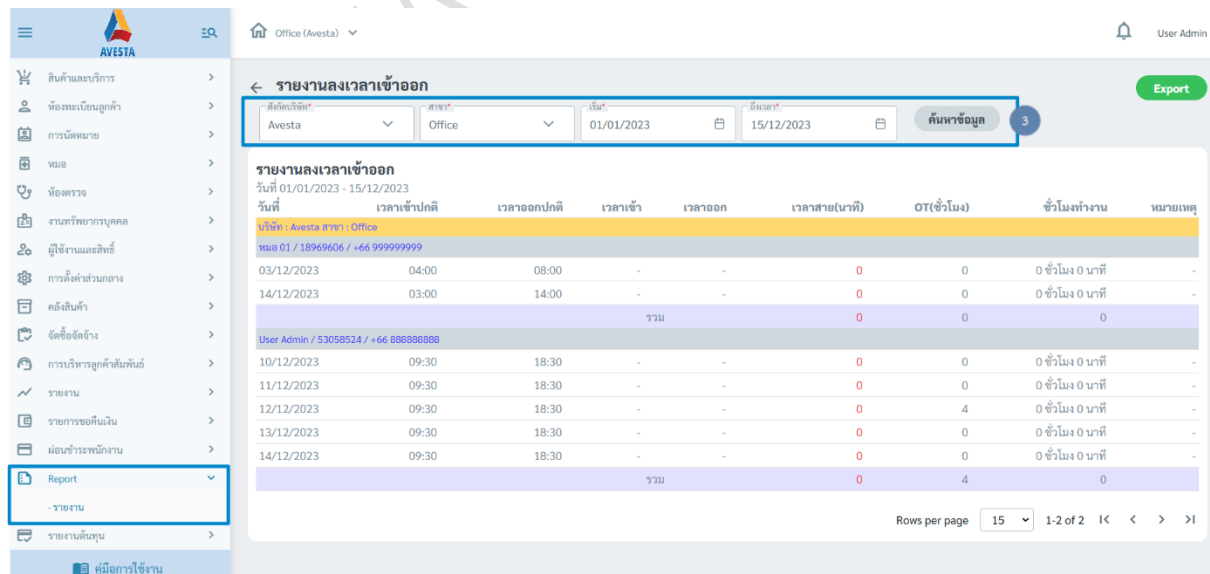 AVESTA
Office (Avesta)
User Admin
สินค้าและบริการ
ห้องทะเบียนลูกค้า
การนัดหมาย
หมอ
ห้องตรวจ
งานทรัพยากรบุคคล
ผู้ใช้งานและสิทธิ์
การตั้งค่าส่วนกลาง
คลังสินค้า
จัดซื้อจัดจ้าง
การบริหารลูกค้าสัมพันธ์
รายงาน
รายการขอคืนเงิน
ผ่อนชำระพนักงาน
Report
- รายงาน
รายงานต้นทุน
คู่มือการใช้งาน
รายงานลงเวลาเข้าออก
Export
สังกัดบริษัท* สาขา* เริ่ม* ถึงเวลา*
Avesta Office 01/01/2023 15/12/2023 ค้นหาข้อมูล 3
รายงานลงเวลาเข้าออก
วันที่ 01/01/2023 - 15/12/2023
วันที่ เวลาเข้าปกติ เวลาออกปกติ เวลาเข้า เวลาออก เวลาสาย(นาที) OT(ชั่วโมง) ชั่วโมงทำงาน หมายเหตุ
บริษัท : Avesta สาขา : Office
หมอ 01 / 18969606 / +66 999999999
03/12/2023 04:00 08:00 - - 0 0 0 ชั่วโมง 0 นาที -
14/12/2023 03:00 14:00 - - 0 0 0 ชั่วโมง 0 นาที -
รวม 0 0 0
User Admin / 53058524 / +66 888888888
10/12/2023 09:30 18:30 - - 0 0 0 ชั่วโมง 0 นาที -
11/12/2023 09:30 18:30 - - 0 0 0 ชั่วโมง 0 นาที -
12/12/2023 09:30 18:30 - - 0 4 0 ชั่วโมง 0 นาที -
13/12/2023 09:30 18:30 - - 0 0 0 ชั่วโมง 0 นาที -
14/12/2023 09:30 18:30 - - 0 0 0 ชั่วโมง 0 นาที -
รวม 0 4 0
Rows per page 15 1-2 of 2